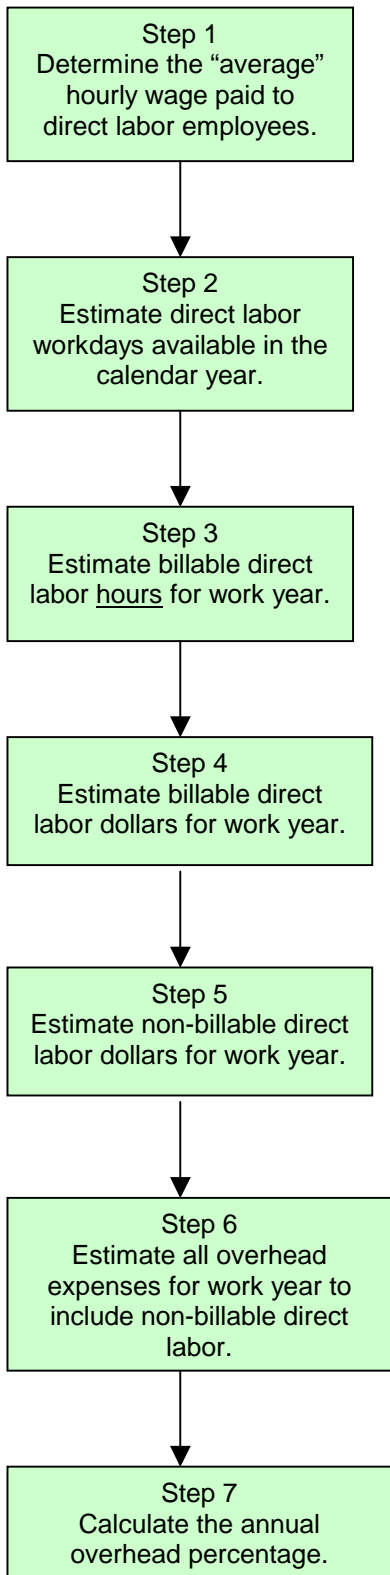 Step 1
Determine the “average”
hourly wage paid to
direct labor employees.
Step 2
Estimate direct labor
workdays available in the
calendar year.
Step 3
Estimate billable direct
labor hours for work year.
Step 4
Estimate billable direct
labor dollars for work year.
Step 5
Estimate non-billable direct
labor dollars for work year.
Step 6
Estimate all overhead
expenses for work year to
include non-billable direct
labor.
Step 7
Calculate the annual
overhead percentage.